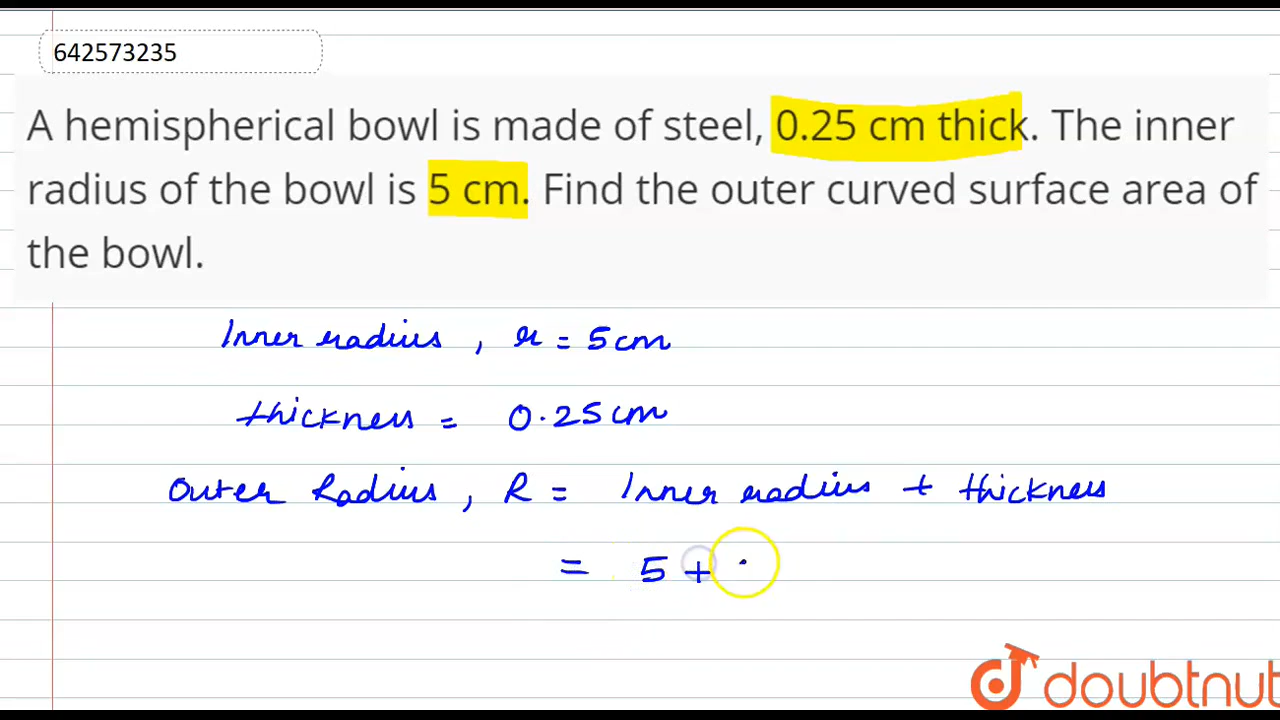 642573235
A hemispherical bowl is made of steel, 0.25 cm thick. The inner
radius of the bowl is 5 cm. Find the outer curved surface area of
the bowl.
Inner radius, r = 5cm
thickness = 0.25cm
Outer Radius, R = Inner radius + thickness
= 5 + .
doubtnut